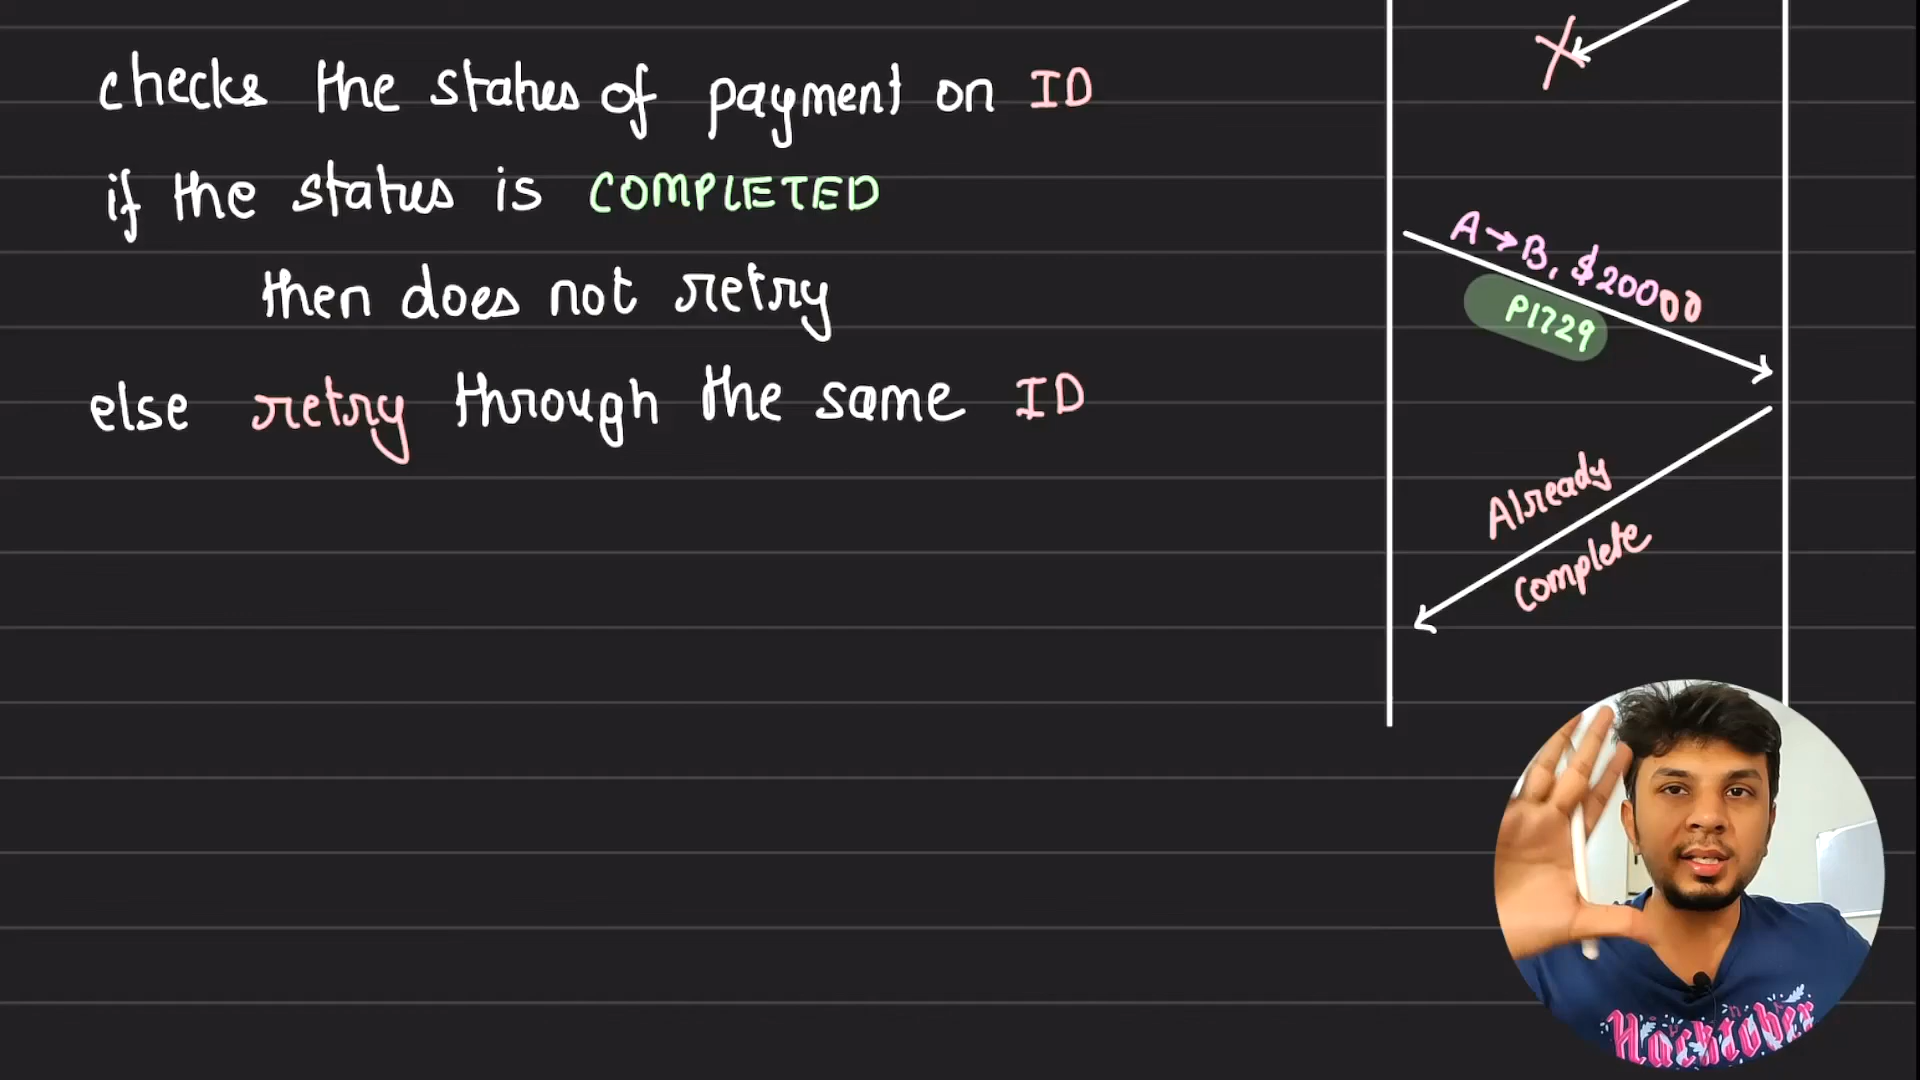 checks the status of payment on ID
if the status is COMPLETED
then does not retry
else retry through the same ID
A→B, $20000
P1729
Already
Complete
Hacktober